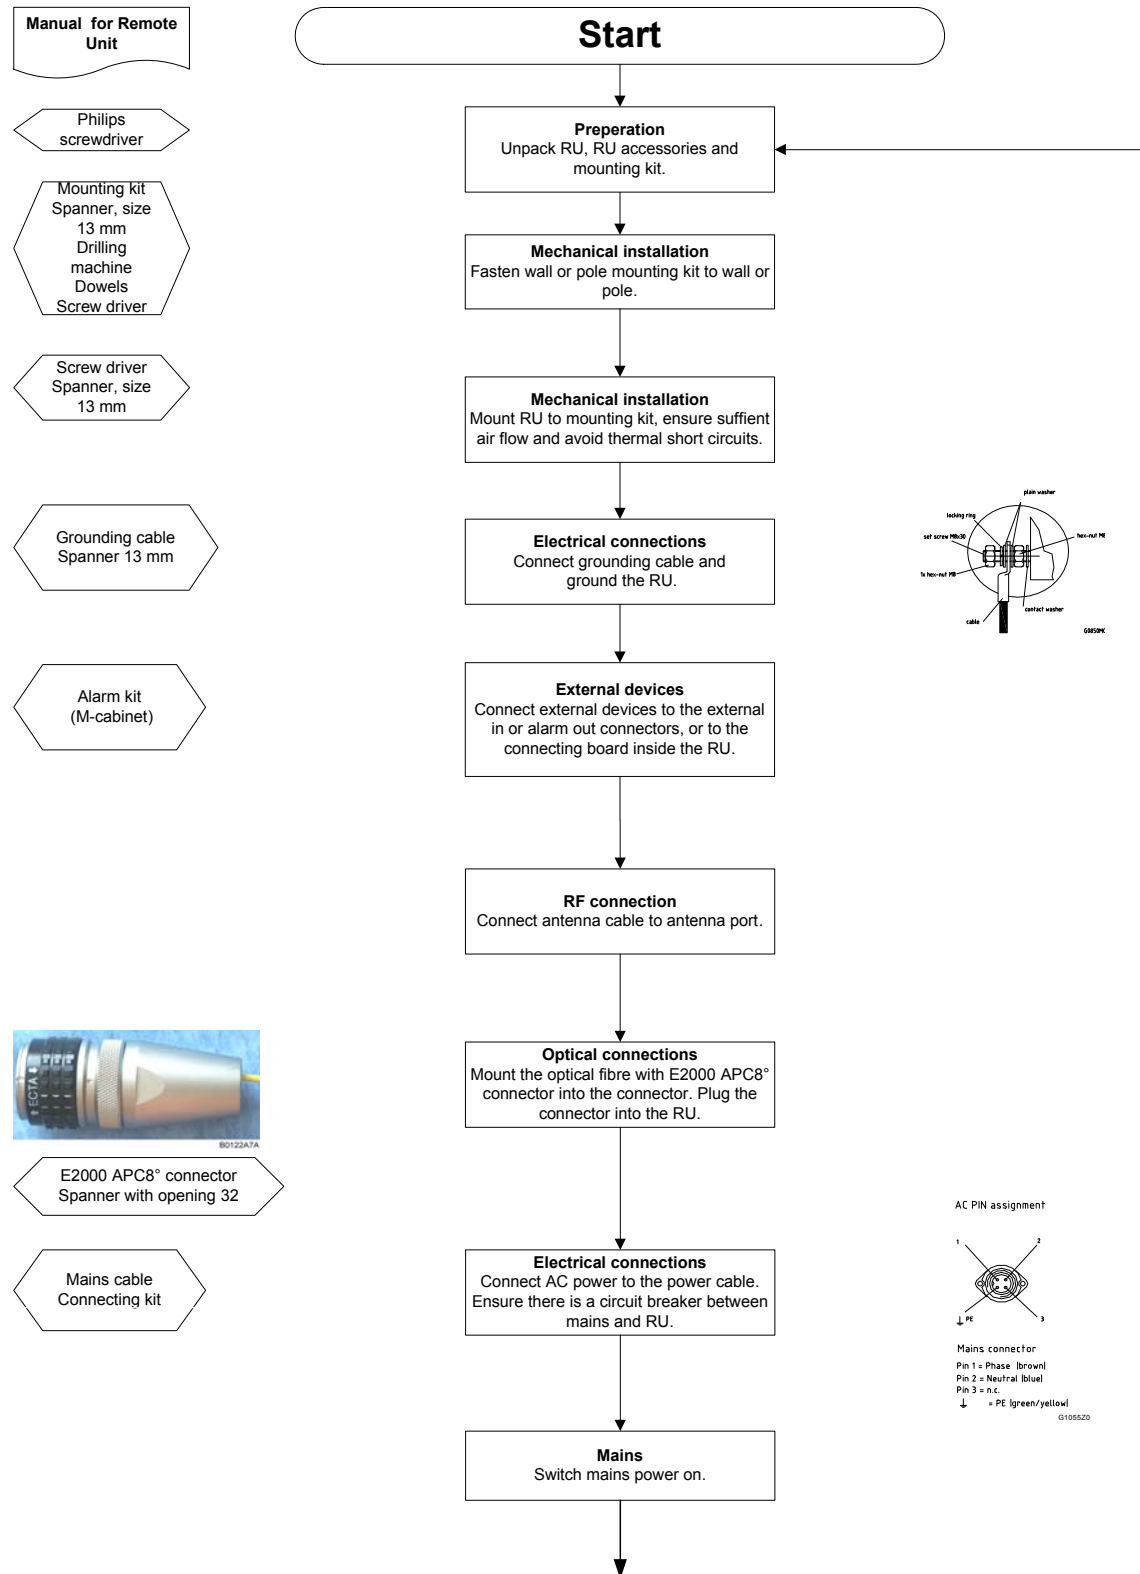 Manual for Remote
Unit
Start
Philips
screwdriver
Preperation
Unpack RU, RU accessories and
mounting kit.
Mounting kit
Spanner, size
13 mm
Drilling
machine
Dowels
Screw driver
Mechanical installation
Fasten wall or pole mounting kit to wall or
pole.
Screw driver
Spanner, size
13 mm
Mechanical installation
Mount RU to mounting kit, ensure suffient
air flow and avoid thermal short circuits.
Grounding cable
Spanner 13 mm
Electrical connections
Connect grounding cable and
ground the RU.
plain washer
locking ring
set screw M8x30
hex-nut M8
1x hex-nut M8
contact washer
cable
G0850MC
Alarm kit
(M-cabinet)
External devices
Connect external devices to the external
in or alarm out connectors, or to the
connecting board inside the RU.
RF connection
Connect antenna cable to antenna port.
ECTA
B0122A7A
Optical connections
Mount the optical fibre with E2000 APC8°
connector into the connector. Plug the
connector into the RU.
E2000 APC8° connector
Spanner with opening 32
Mains cable
Connecting kit
Electrical connections
Connect AC power to the power cable.
Ensure there is a circuit breaker between
mains and RU.
AC PIN assignment
1
2
PE
3
Mains connector
Pin 1 = Phase |brown|
Pin 2 = Neutral |blue|
Pin 3 = n.c.
= PE |green/yellow|
G1055Z0
Mains
Switch mains power on.